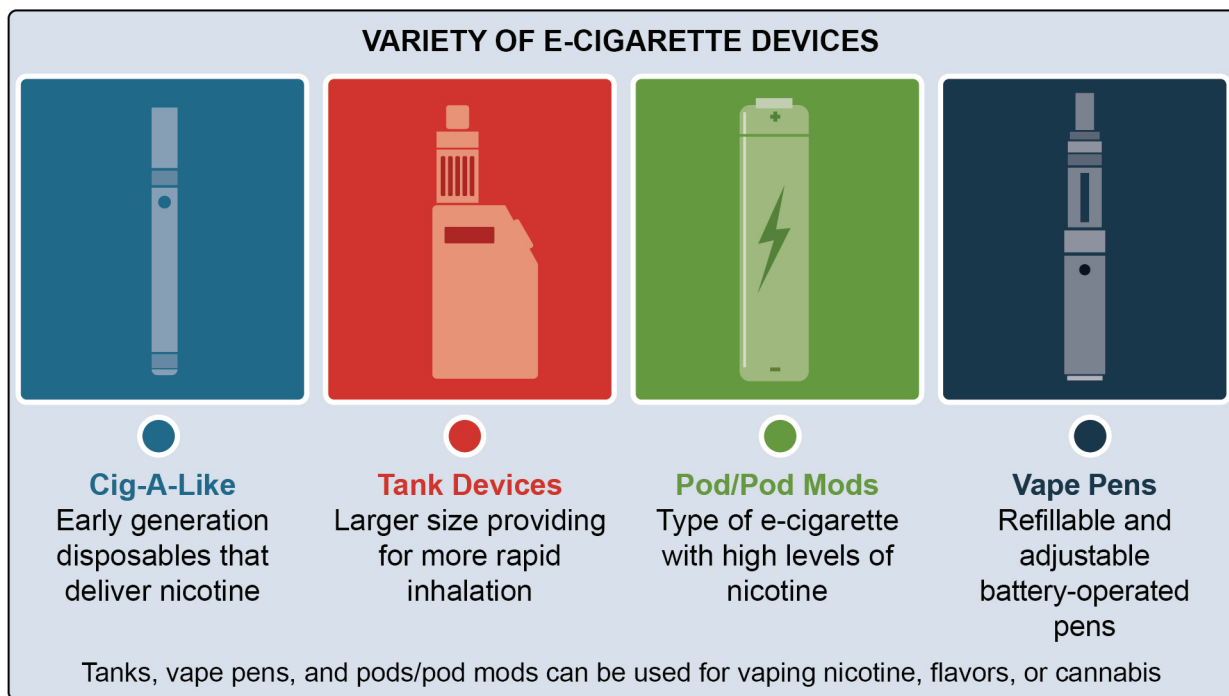 VARIETY OF E-CIGARETTE DEVICES
Cig-A-Like
Early generation
disposables that
deliver nicotine
Tank Devices
Larger size providing
for more rapid
inhalation
Pod/Pod Mods
Type of e-cigarette
with high levels of
nicotine
Vape Pens
Refillable and
adjustable
battery-operated
pens
Tanks, vape pens, and pods/pod mods can be used for vaping nicotine, flavors, or cannabis